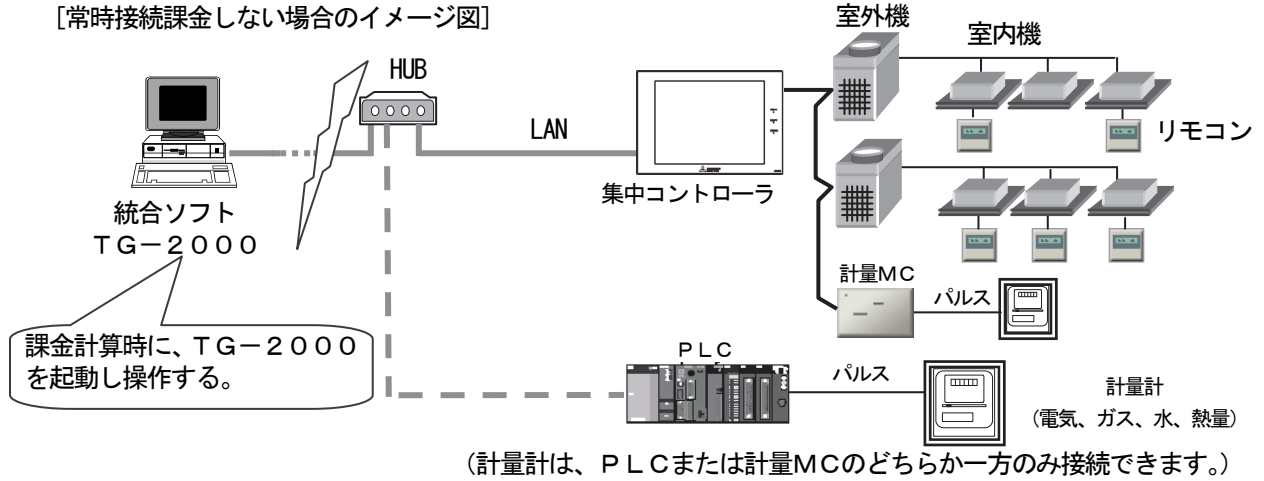 [常時接続課金しない場合のイメージ図]
室外機
室内機
HUB
LAN
リモコン
集中コントローラ
統合ソフト
ＴＧ－２０００
計量ＭＣ
パルス
課金計算時に、ＴＧ－２０００
を起動し操作する。
ＰＬＣ
パルス
計量計
（電気、ガス、水、熱量）
（計量計は、ＰＬＣまたは計量ＭＣのどちらか一方のみ接続できます。）